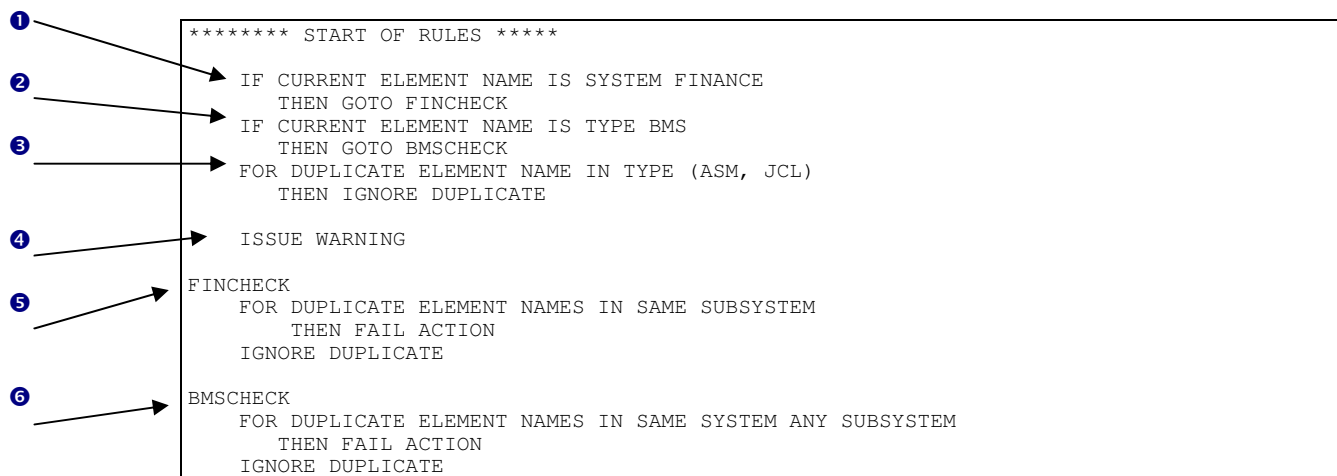 ❶
******** START OF RULES *****
IF CURRENT ELEMENT NAME IS SYSTEM FINANCE
❷
THEN GOTO FINCHECK
IF CURRENT ELEMENT NAME IS TYPE BMS
❸
THEN GOTO BMSCHECK
FOR DUPLICATE ELEMENT NAME IN TYPE (ASM, JCL)
THEN IGNORE DUPLICATE
❹
ISSUE WARNING
FINCHECK
❺
FOR DUPLICATE ELEMENT NAMES IN SAME SUBSYSTEM
THEN FAIL ACTION
IGNORE DUPLICATE
❻
BMSCHECK
FOR DUPLICATE ELEMENT NAMES IN SAME SYSTEM ANY SUBSYSTEM
THEN FAIL ACTION
IGNORE DUPLICATE